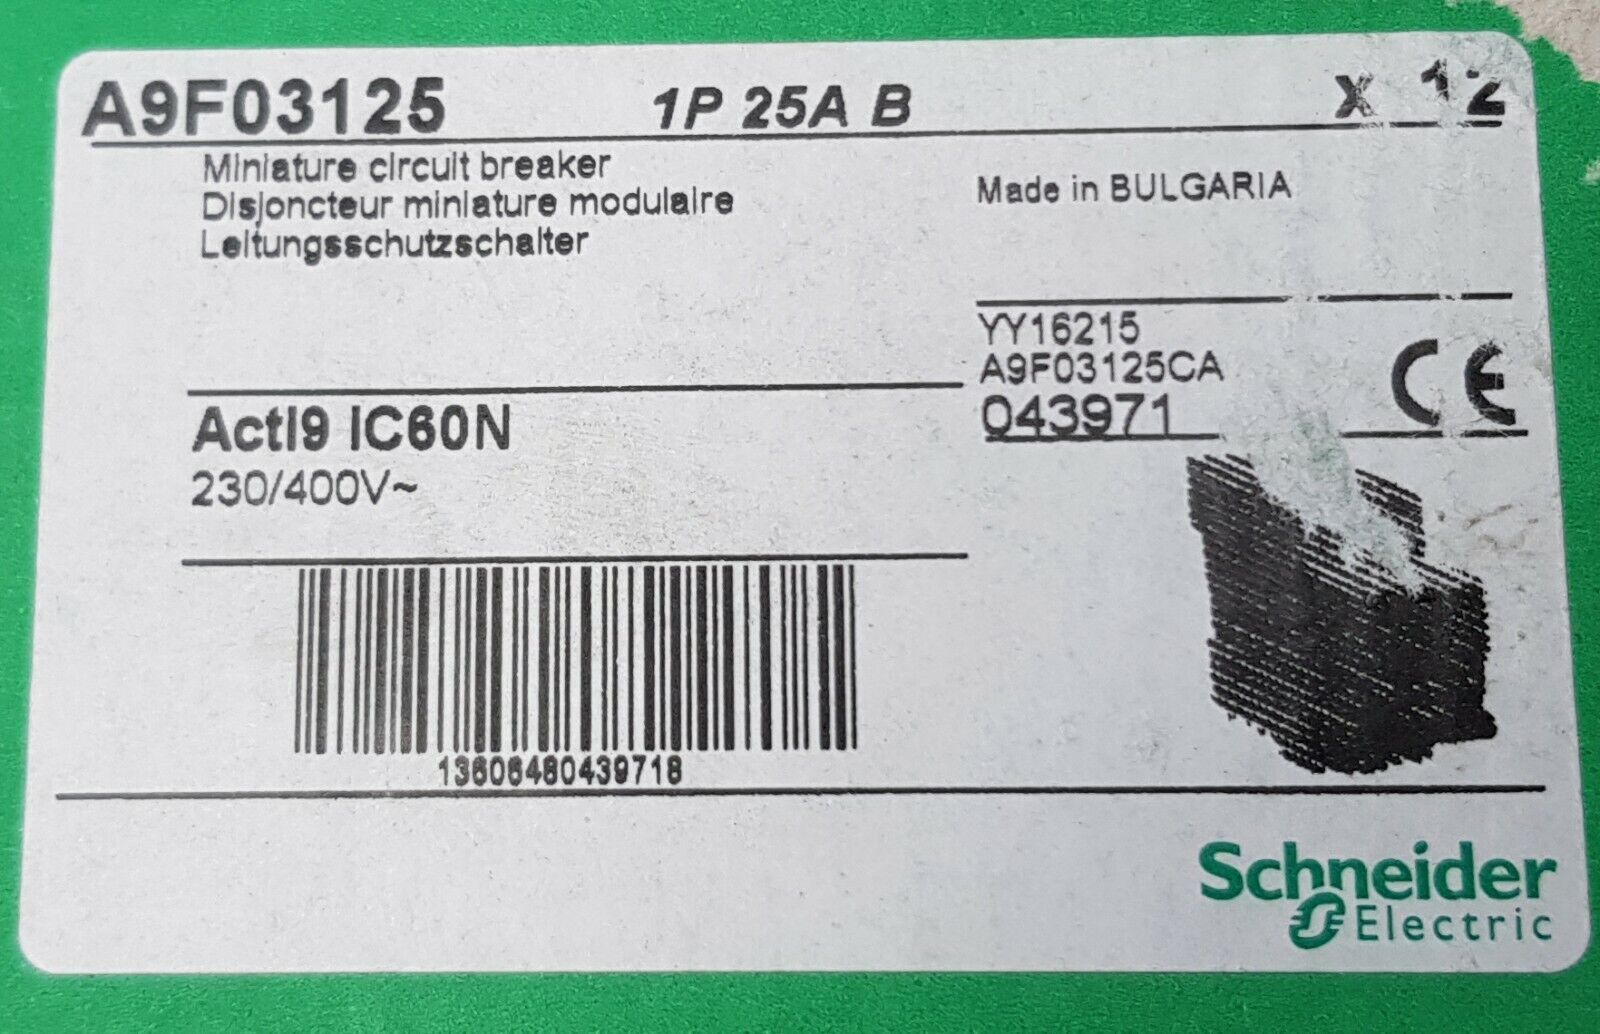 A9F03125 1P 25A B x 12
Miniature circuit breaker
Disjoncteur miniature modulaire
Leitungsschutzschalter
Made in BULGARIA
YY16215
A9F03125CA
043971
CE
Acti9 IC60N
230/400V~
13606480439718
Schneider
Electric